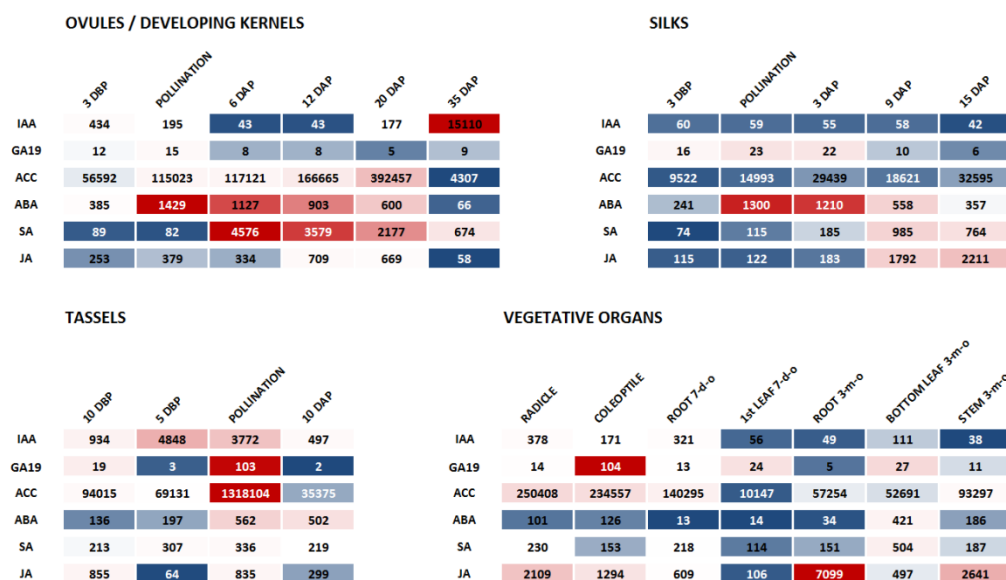 OVULES / DEVELOPING KERNELS
3 DBP POLLINATION 6 DAP 12 DAP 20 DAP 35 DAP
IAA 434 195 43 43 177 15110
GA19 12 15 8 8 5 9
ACC 56592 115023 117121 166665 392457 4307
ABA 385 1429 1127 903 600 66
SA 89 82 4576 3579 2177 674
JA 253 379 334 709 669 58
SILKS
3 DBP POLLINATION 3 DAP 9 DAP 15 DAP
IAA 60 59 55 58 42
GA19 16 23 22 10 6
ACC 9522 14993 29439 18621 32595
ABA 241 1300 1210 558 357
SA 74 115 185 985 764
JA 115 122 183 1792 2211
TASSELS
10 DBP 5 DBP POLLINATION 10 DAP
IAA 934 4848 3772 497
GA19 19 3 103 2
ACC 94015 69131 1318104 35375
ABA 136 197 562 502
SA 213 307 336 219
JA 855 64 835 299
VEGETATIVE ORGANS
RADICLE COLEOPTILE ROOT 7-d-o 1st LEAF 7-d-o ROOT 3-m-o BOTTOM LEAF 3-m-o STEM 3-m-o
IAA 378 171 321 56 49 111 38
GA19 14 104 13 24 5 27 11
ACC 250408 234557 140295 10147 57254 52691 93297
ABA 101 126 13 14 34 421 186
SA 230 153 218 114 151 504 187
JA 2109 1294 609 106 7099 497 2641